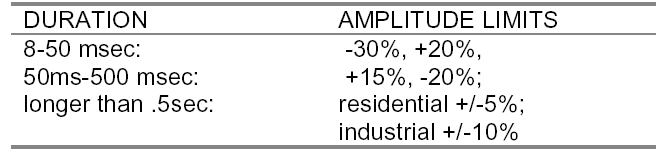 DURATION AMPLITUDE LIMITS
8-50 msec: -30%, +20%,
50ms-500 msec: +15%, -20%;
longer than .5sec: residential +/-5%;
industrial +/-10%